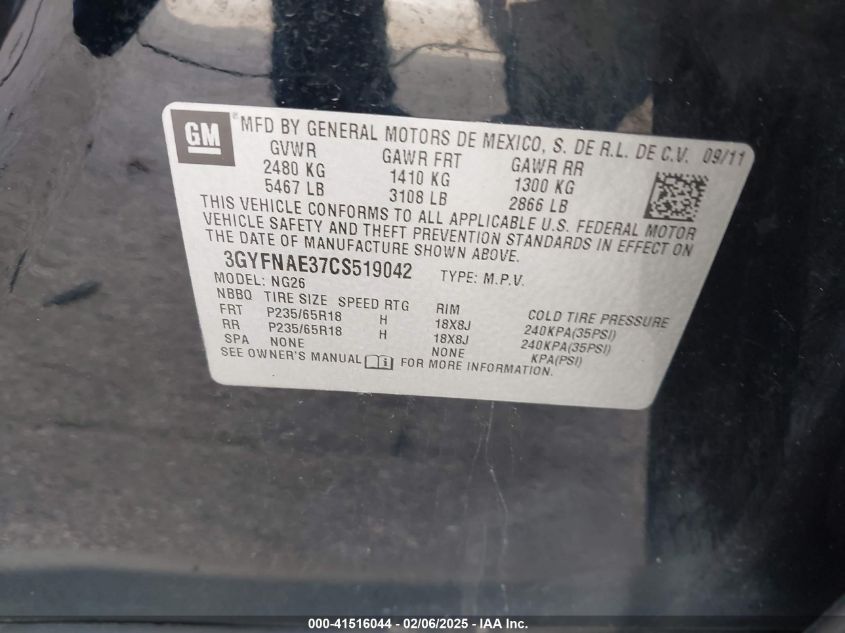 GM ® MFD BY GENERAL MOTORS DE MEXICO, S. DE R.L. DE C.V. 09/11
GVWR GAWR FRT GAWR RR
2480 KG 1410 KG 1300 KG
5467 LB 3108 LB 2866 LB
THIS VEHICLE CONFORMS TO ALL APPLICABLE U.S. FEDERAL MOTOR
VEHICLE SAFETY AND THEFT PREVENTION STANDARDS IN EFFECT ON
THE DATE OF MANUFACTURE SHOWN ABOVE.
3GYFNAE37CS519042 TYPE: M.P.V.
MODEL: NG26
NBBQ TIRE SIZE SPEED RTG RIM COLD TIRE PRESSURE
FRT P235/65R18 H 18X8J 240KPA(35PSI)
RR P235/65R18 H 18X8J 240KPA(35PSI)
SPA NONE NONE KPA(PSI)
SEE OWNER'S MANUAL FOR MORE INFORMATION.
000-41516044 - 02/06/2025 - IAA Inc.